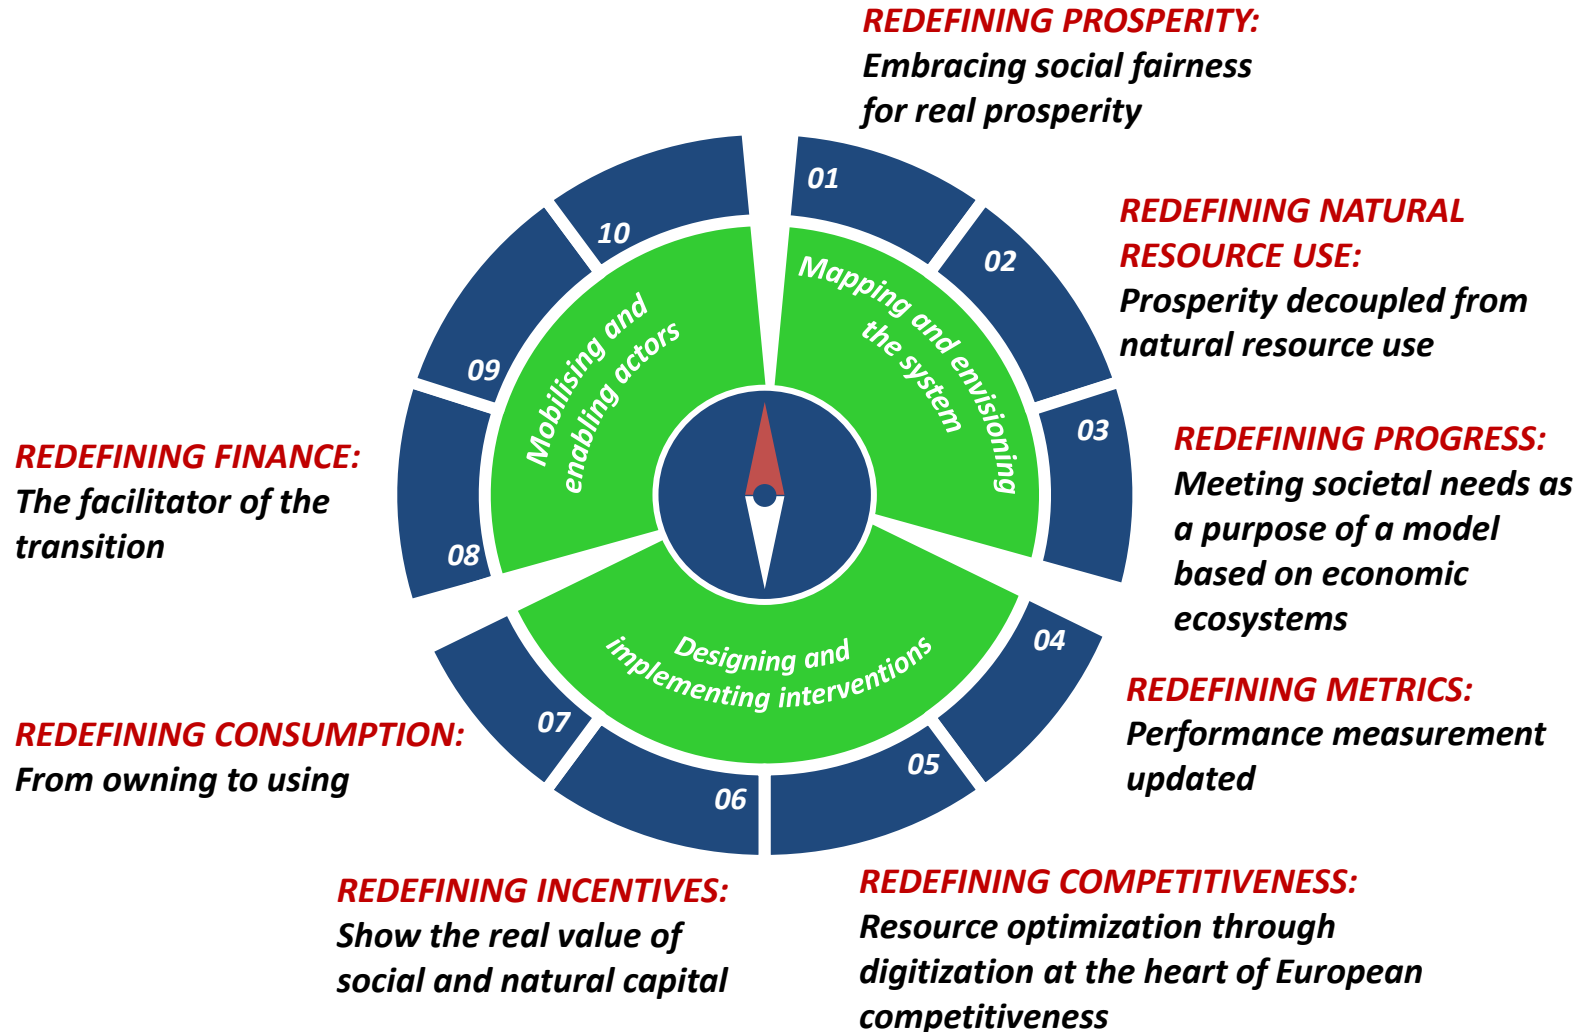 REDEFINING PROSPERITY:
Embracing social fairness
for real prosperity
01
REDEFINING NATURAL
RESOURCE USE:
Prosperity decoupled from
natural resource use
02
REDEFINING PROGRESS:
Meeting societal needs as
a purpose of a model
based on economic
ecosystems
03
Mapping and envisioning
the system
REDEFINING METRICS:
Performance measurement
updated
04
REDEFINING COMPETITIVENESS:
Resource optimization through
digitization at the heart of European
competitiveness
05
REDEFINING INCENTIVES:
Show the real value of
social and natural capital
06
REDEFINING CONSUMPTION:
From owning to using
07
Designing and
implementing interventions
REDEFINING FINANCE:
The facilitator of the
transition
08
09
10
Mobilising and
enabling actors